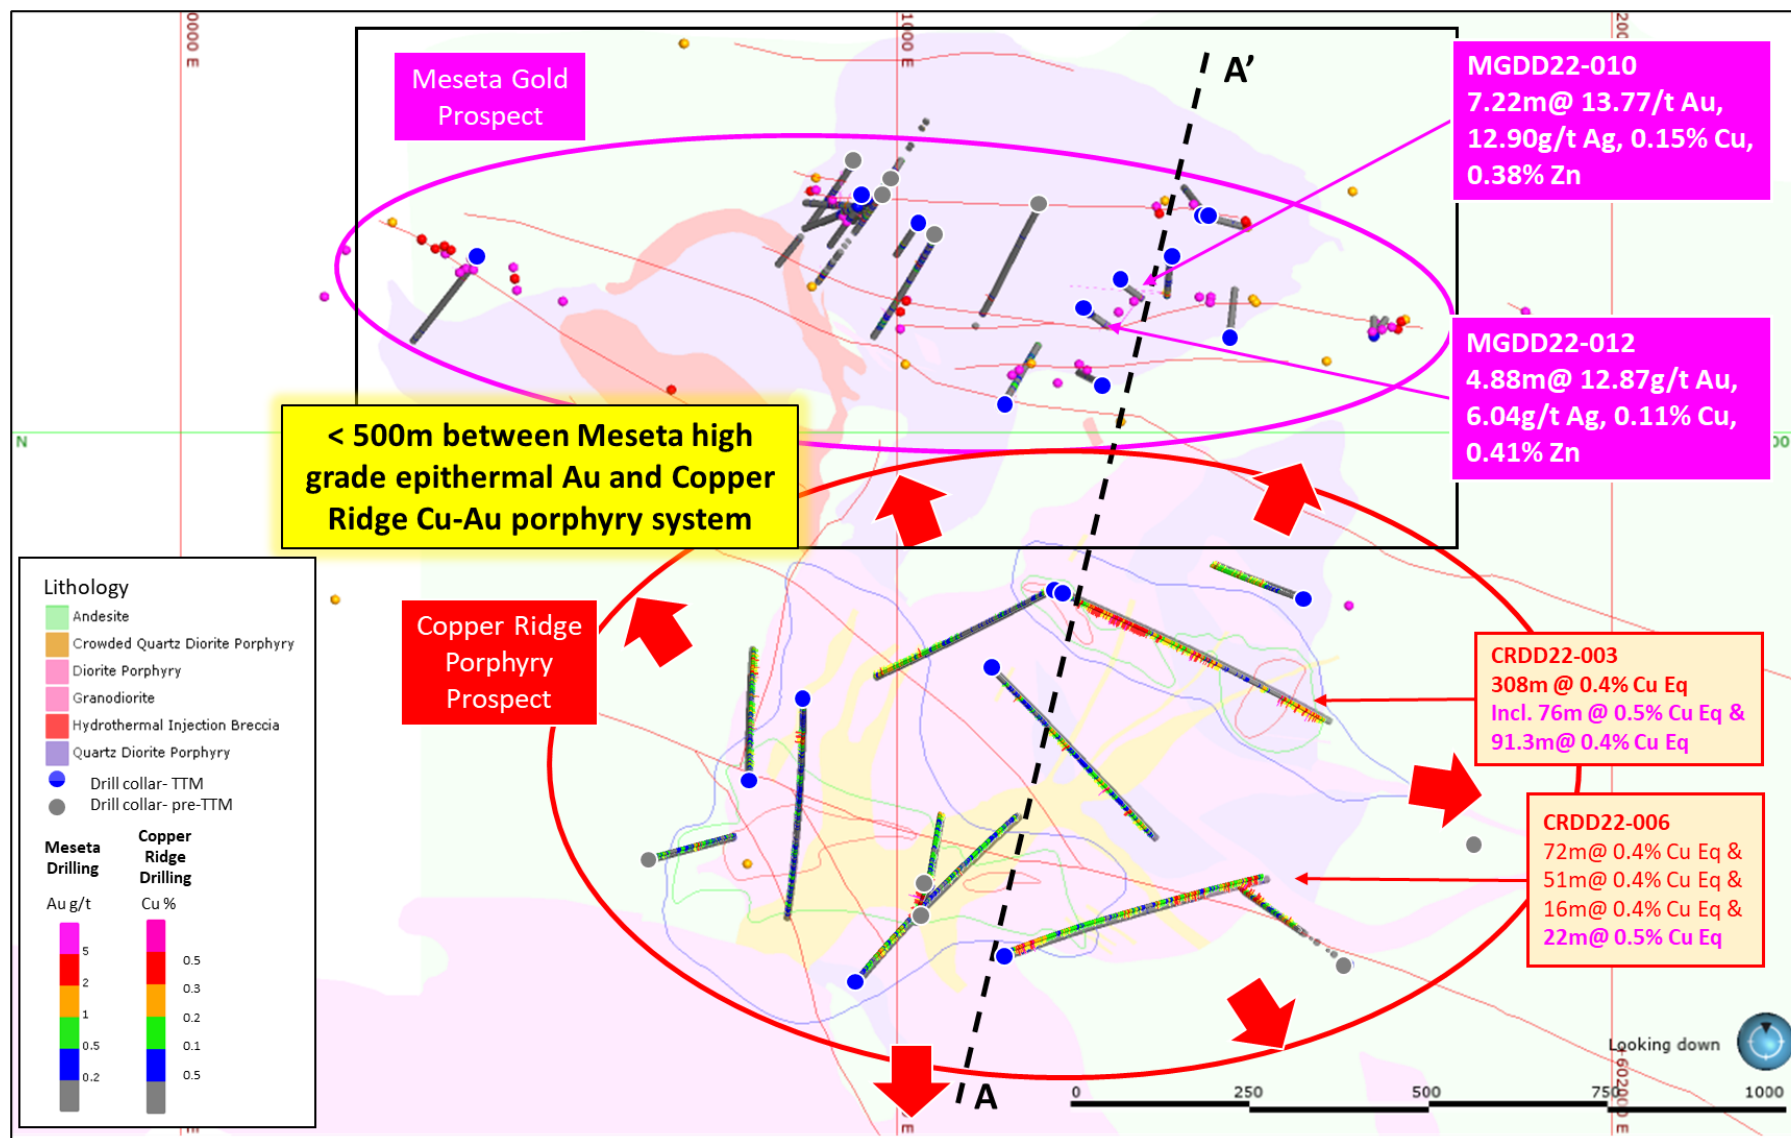 0000 E
1000 E
200
Meseta Gold
Prospect
A’
MGDD22-010
7.22m@ 13.77/t Au,
12.90g/t Ag, 0.15% Cu,
0.38% Zn
MGDD22-012
4.88m@ 12.87g/t Au,
6.04g/t Ag, 0.11% Cu,
0.41% Zn
N
00
< 500m between Meseta high
grade epithermal Au and Copper
Ridge Cu-Au porphyry system
Copper Ridge
Porphyry
Prospect
CRDD22-003
308m @ 0.4% Cu Eq
Incl. 76m @ 0.5% Cu Eq &
91.3m@ 0.4% Cu Eq
CRDD22-006
72m@ 0.4% Cu Eq &
51m@ 0.4% Cu Eq &
16m@ 0.4% Cu Eq &
22m@ 0.5% Cu Eq
Lithology
Andesite
Crowded Quartz Diorite Porphyry
Diorite Porphyry
Granodiorite
Hydrothermal Injection Breccia
Quartz Diorite Porphyry
Drill collar- TTM
Drill collar- pre-TTM
Meseta
Drilling
Au g/t
5
2
1
0.5
0.2
Copper
Ridge
Drilling
Cu %
0.5
0.3
0.2
0.1
0.5
A
Looking down
0
250
500
750
1000
E
E